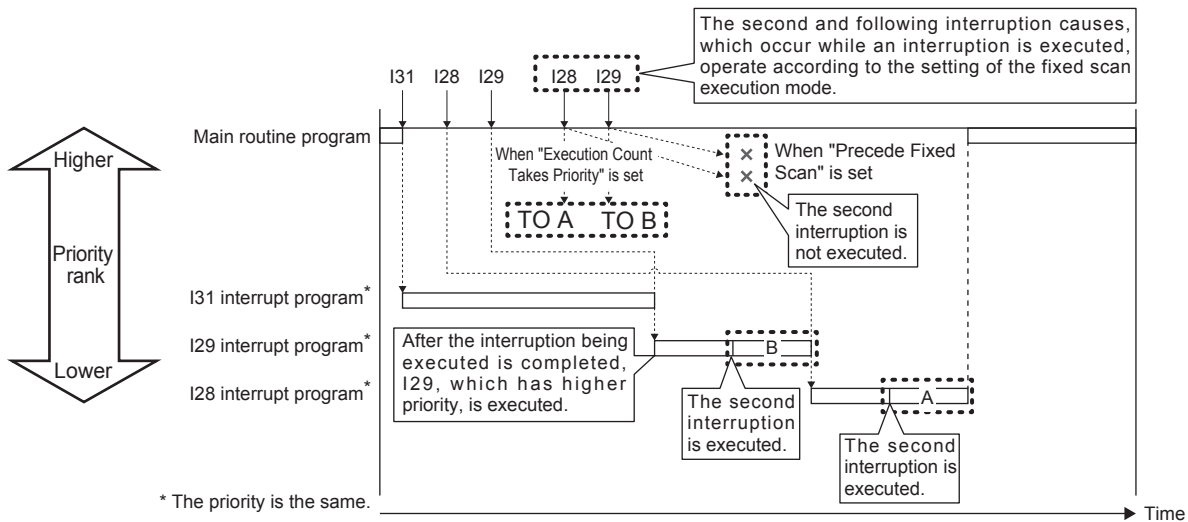 The second and following interruption causes,
which occur while an interruption is executed,
operate according to the setting of the fixed scan
execution mode.
I31 I28 I29 I28 I29
Main routine program
Higher
Priority
rank
Lower
When "Execution Count
Takes Priority" is set
TO A TO B
×
×
When "Precede Fixed
Scan" is set
The second
interruption is
not executed.
I31 interrupt program*
I29 interrupt program*
I28 interrupt program*
After the interruption being
executed is completed,
I29, which has higher
priority, is executed.
B
The second
interruption
is executed.
A
The second
interruption is
executed.
* The priority is the same.
Time